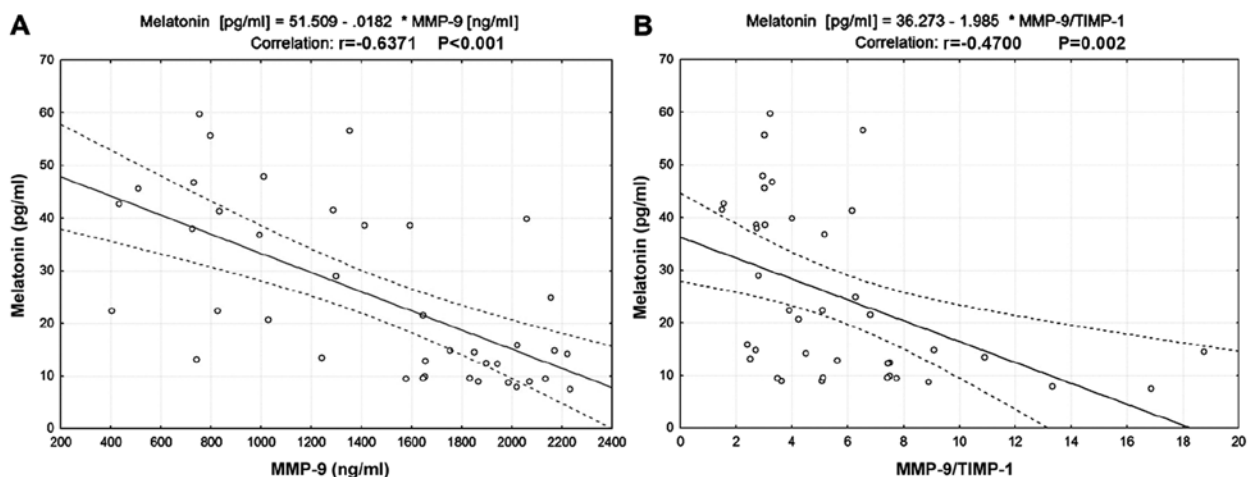 A
Melatonin [pg/ml] = 51.509 - .0182 * MMP-9 [ng/ml]
Correlation: r=-0.6371 P<0.001
Melatonin (pg/ml)
60
50
40
30
20
10
0
200 400 600 800 1000 1200 1400 1600 1800 2000 2200 2400
MMP-9 (ng/ml)
B
Melatonin [pg/ml] = 36.273 - 1.985 * MMP-9/TIMP-1
Correlation: r=-0.4700 P=0.002
Melatonin (pg/ml)
70
60
50
40
30
20
10
0
0 2 4 6 8 10 12 14 16 18 20
MMP-9/TIMP-1